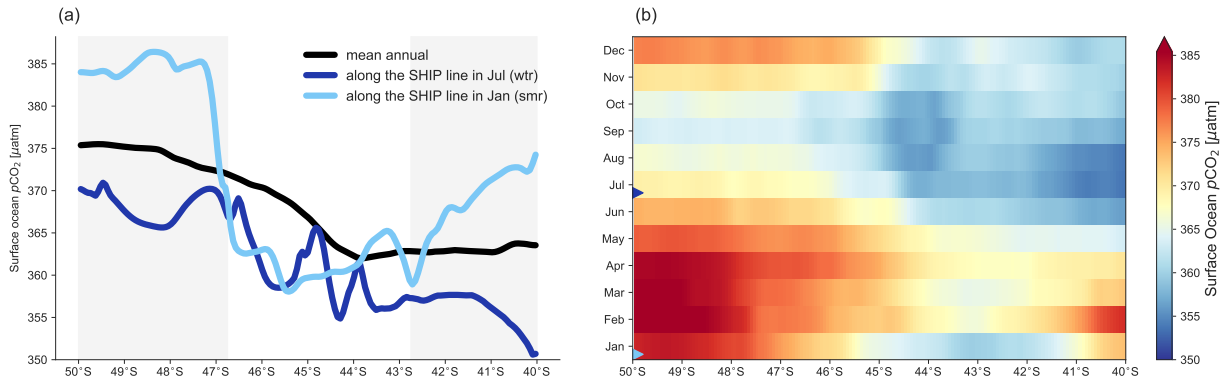 (a)
mean annual
along the SHIP line in Jul (wtr)
along the SHIP line in Jan (smr)
Surface ocean pCO₂ [μatm]
385
380
375
370
365
360
355
350
50°S 49°S 48°S 47°S 46°S 45°S 44°S 43°S 42°S 41°S 40°S
(b)
Dec
Nov
Oct
Sep
Aug
Jul
Jun
May
Apr
Mar
Feb
Jan
50°S 49°S 48°S 47°S 46°S 45°S 44°S 43°S 42°S 41°S 40°S
385
380
375
370
365
360
355
350
Surface Ocean pCO₂ [μatm]